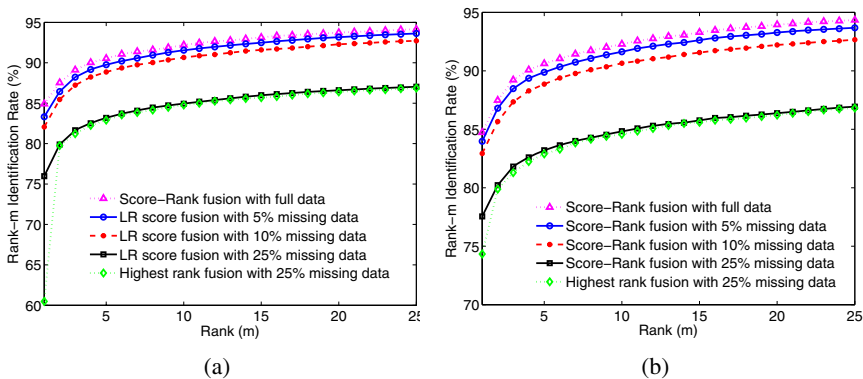 95
90
85
80
75
70
65
60
5
10
15
20
25
Rank−m Identification Rate (%)
Rank (m)
Score−Rank fusion with full data
LR score fusion with 5% missing data
LR score fusion with 10% missing data
LR score fusion with 25% missing data
Highest rank fusion with 25% missing data
(a)
95
90
85
80
75
70
5
10
15
20
25
Rank−m Identification Rate (%)
Rank (m)
Score−Rank fusion with full data
Score−Rank fusion with 5% missing data
Score−Rank fusion with 10% missing data
Score−Rank fusion with 25% missing data
Highest rank fusion with 25% missing data
(b)